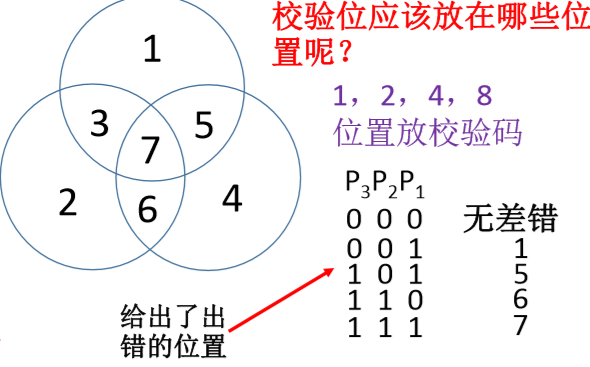 校验位应该放在哪些位
置呢？
1，2，4，8
位置放校验码
1
3
5
7
2
6
4
P3P2P1
0 0 0 无差错
0 0 1 1
1 0 1 5
1 1 0 6
1 1 1 7
给出了出
错的位置